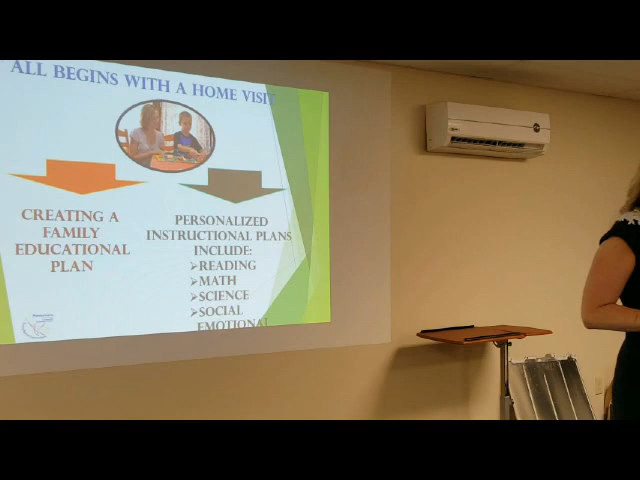 ALL BEGINS WITH A HOME VISIT
CREATING A
FAMILY
EDUCATIONAL
PLAN
PERSONALIZED
INSTRUCTIONAL PLANS
INCLUDE:
➢READING
➢MATH
➢SCIENCE
➢SOCIAL
EMOTIONAL